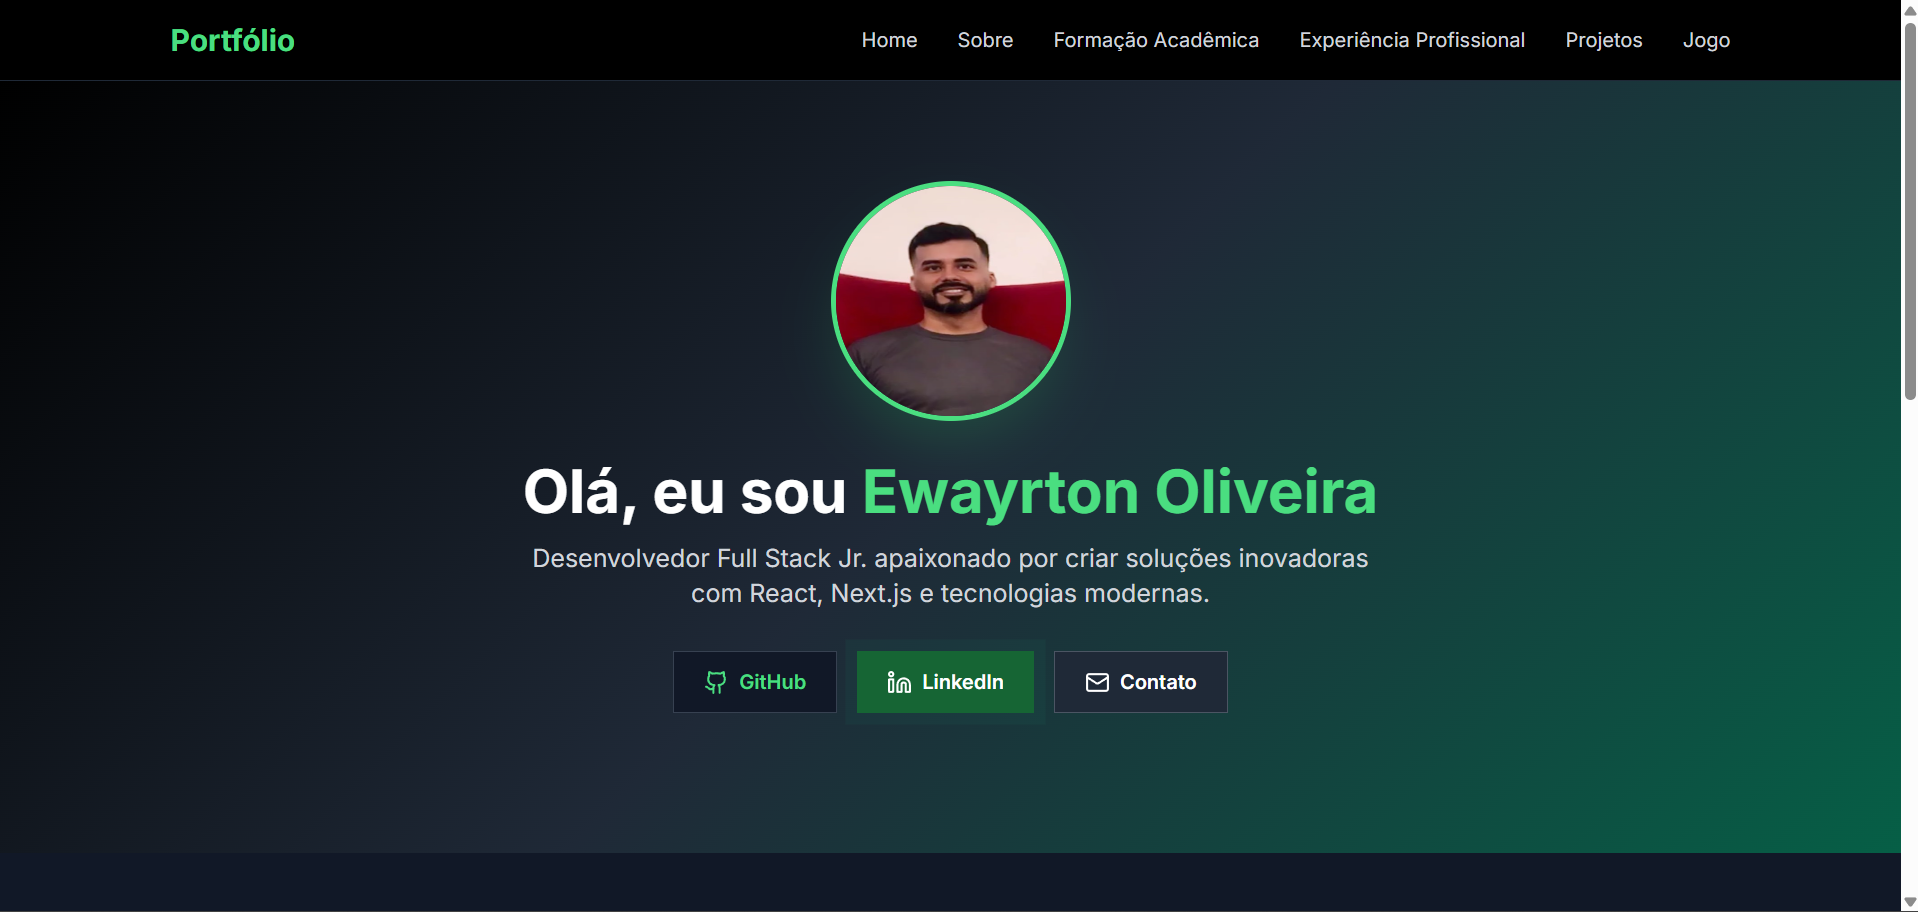 Portfólio
Home Sobre Formação Acadêmica Experiência Profissional Projetos Jogo
Olá, eu sou Ewayrton Oliveira
Desenvolvedor Full Stack Jr. apaixonado por criar soluções inovadoras
com React, Next.js e tecnologias modernas.
GitHub LinkedIn Contato